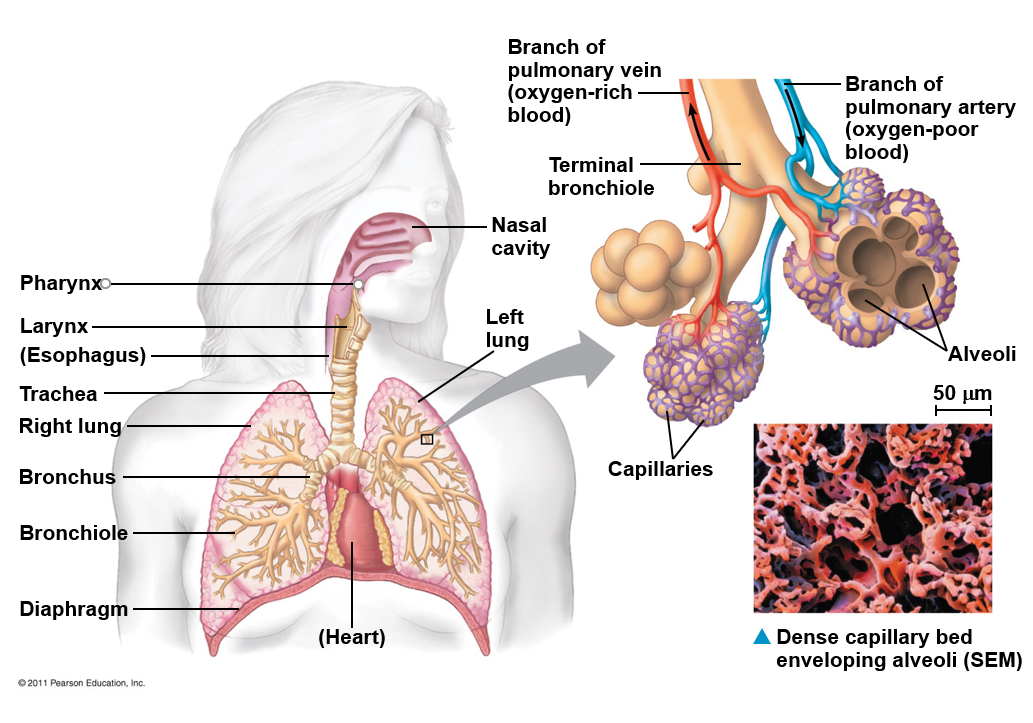 Branch of
pulmonary vein
(oxygen-rich
blood)
Branch of
pulmonary artery
(oxygen-poor
blood)
Terminal
bronchiole
Nasal
cavity
Pharynx
Larynx
(Esophagus)
Trachea
Right lung
Bronchus
Bronchiole
Diaphragm
(Heart)
Left
lung
Capillaries
Alveoli
50 μm
Dense capillary bed
enveloping alveoli (SEM)
© 2011 Pearson Education, Inc.